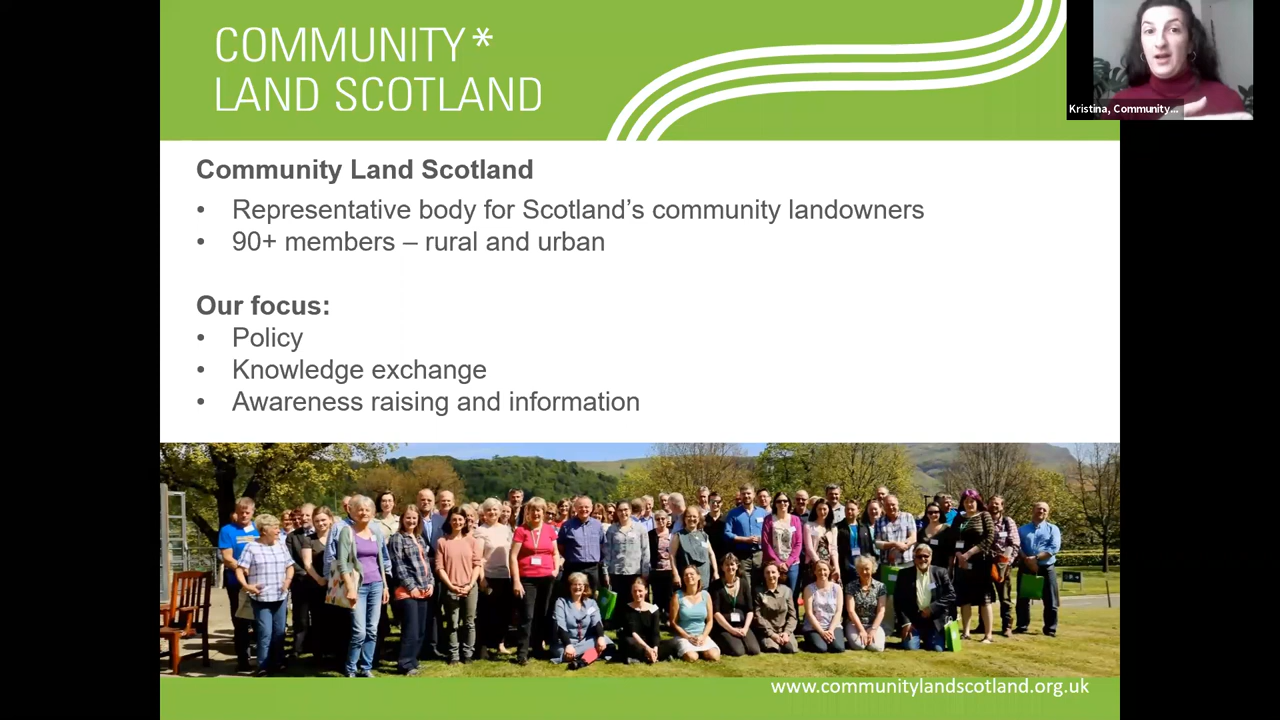 COMMUNITY*
LAND SCOTLAND
Kristina, Community...
Community Land Scotland
• Representative body for Scotland’s community landowners
• 90+ members – rural and urban
Our focus:
• Policy
• Knowledge exchange
• Awareness raising and information
www.communitylandscotland.org.uk